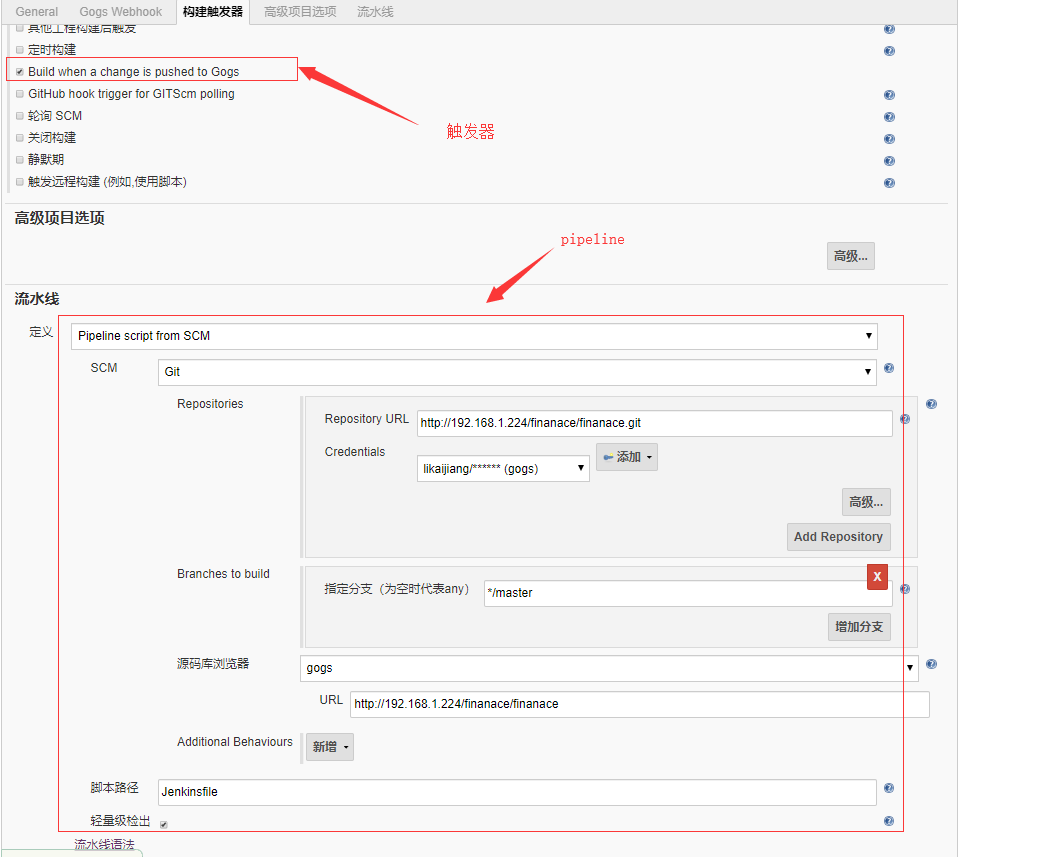 General Gogs Webhook 构建触发器 高级项目选项 流水线
其他工程构建后触发
定时构建
Build when a change is pushed to Gogs
GitHub hook trigger for GITScm polling
轮询 SCM
触发器
关闭构建
静默期
触发远程构建 (例如,使用脚本)
高级项目选项
pipeline
高级...
流水线
定义 Pipeline script from SCM
SCM Git
Repositories
Repository URL http://192.168.1.224/finanace/finanace.git
Credentials
likaijiang/****** (gogs) 添加
高级...
Add Repository
Branches to build
X
指定分支（为空时代表any） */master
增加分支
源码库浏览器 gogs
URL http://192.168.1.224/finanace/finanace
Additional Behaviours 新增
脚本路径 Jenkinsfile
轻量级检出
流水线语法